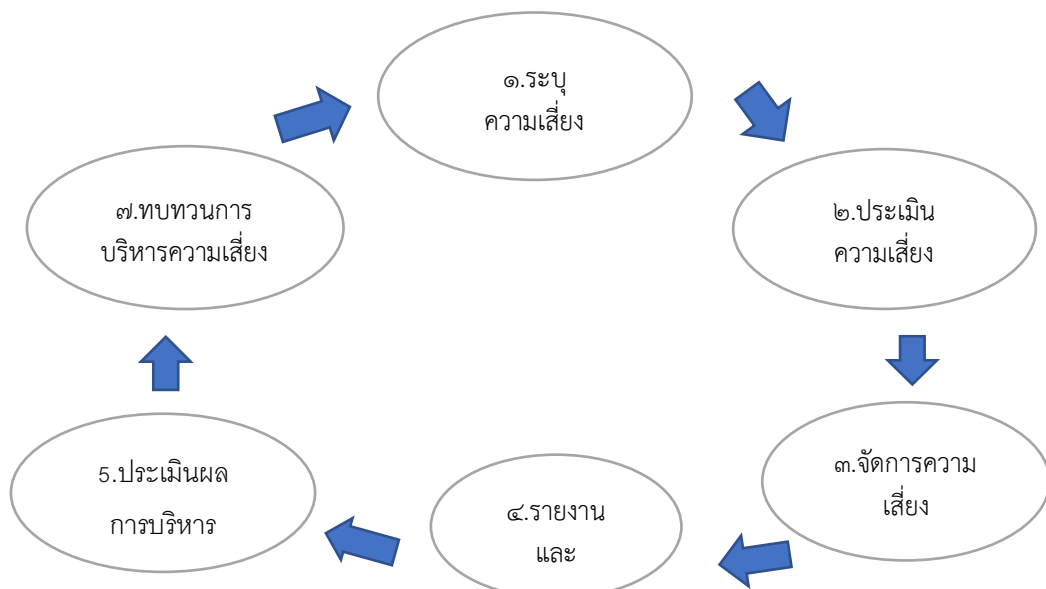 ๑.ระบุ
ความเสี่ยง
๒.ประเมิน
ความเสี่ยง
๓.จัดการความ
เสี่ยง
๔.รายงาน
และ
5.ประเมินผล
การบริหาร
๗.ทบทวนการ
บริหารความเสี่ยง